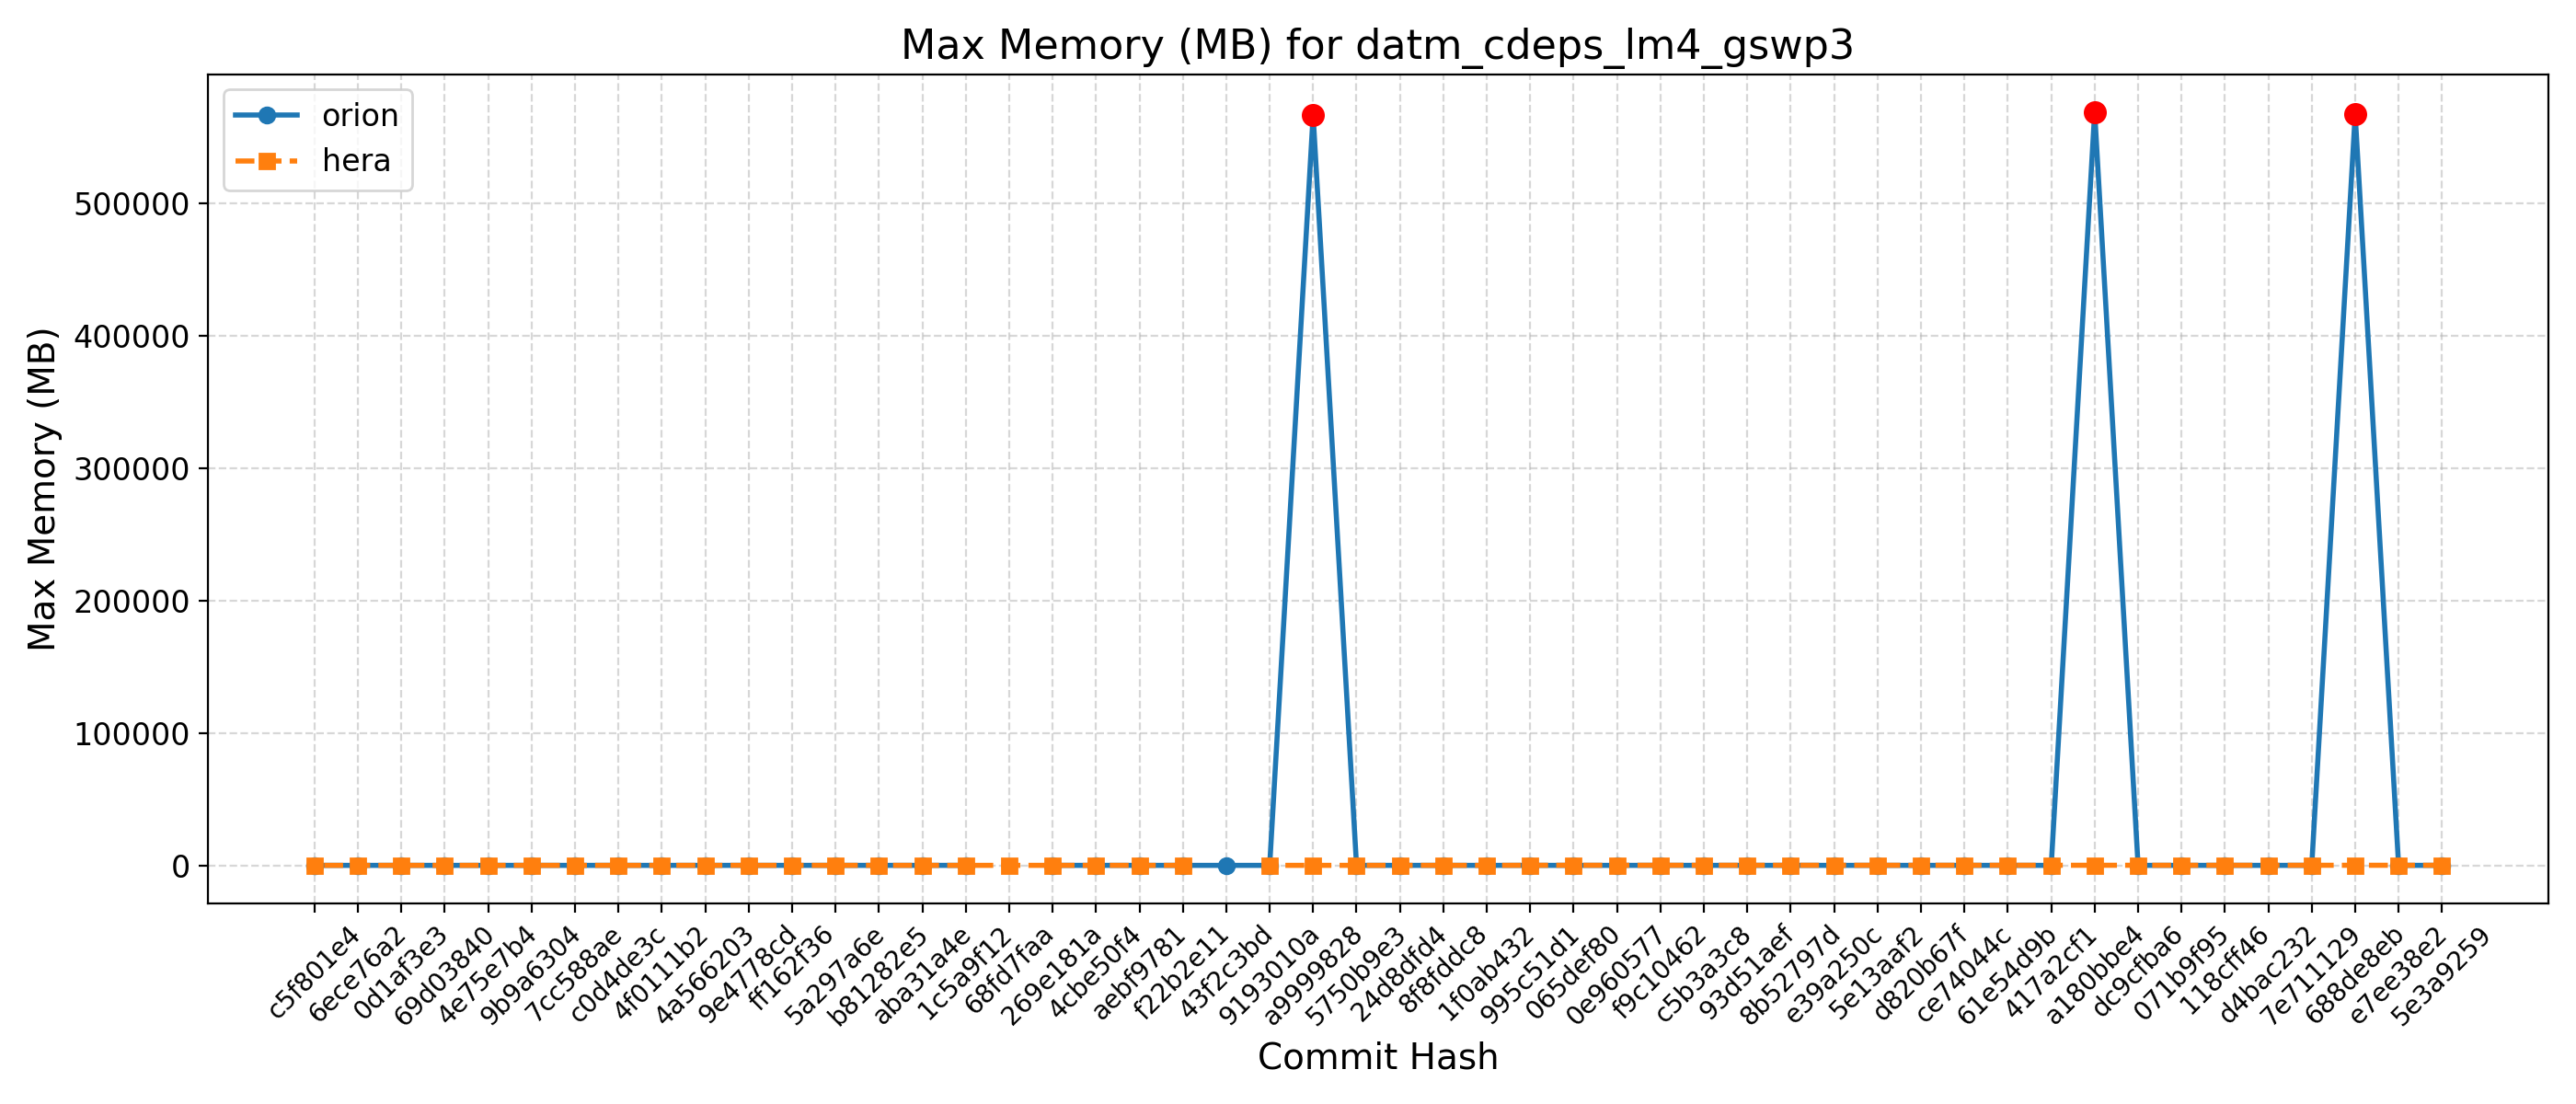 Max Memory (MB) for datm_cdeps_lm4_gswp3
orion
hera
Max Memory (MB)
500000
400000
300000
200000
100000
0
c5f801e4
6ece76a2
0d1af3e3
69d03840
4e75e7b4
9b9a6304
7cc588ae
c0d4de3c
4f0111b2
4a566203
9e4778cd
ff162f36
5a297a6e
b81282e5
aba31a4e
1c5a9f12
68fd7faa
269e181a
4cbe50f4
aebf9781
f22b2e11
43f2c3bd
9193010a
a9999828
5750b9e3
24d8dfd4
8f8fddc8
1f0ab432
995c51d1
065def80
0e960577
f9c10462
c5b3a3c8
93d51aef
8b52797d
e39a250c
5e13aaf2
d820b67f
ce74044c
61e54d9b
417a2cf1
a180bbe4
dc9cfba6
071b9f95
118cff46
d4bac232
7e711129
688de8eb
e7ee38e2
5e3a9259
Commit Hash